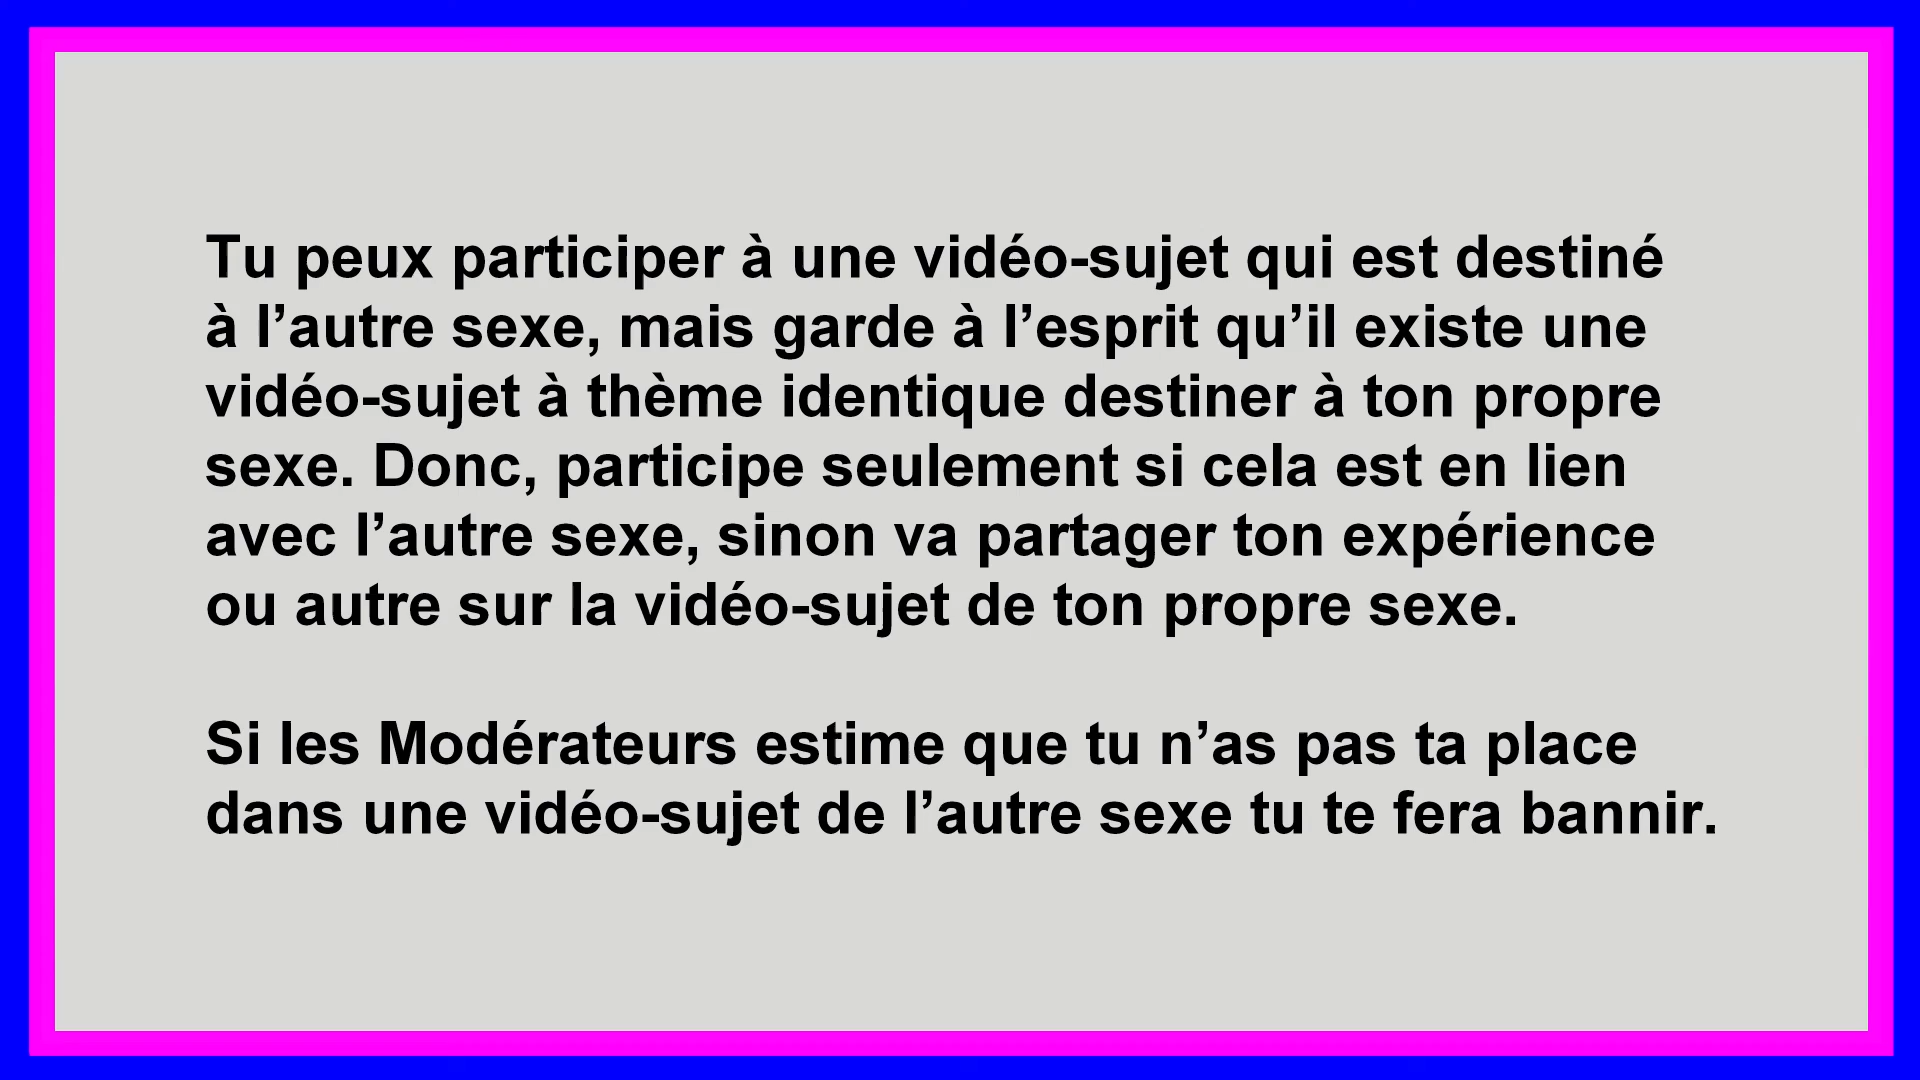 Tu peux participer à une vidéo-sujet qui est destiné
à l’autre sexe, mais garde à l’esprit qu’il existe une
vidéo-sujet à thème identique destiner à ton propre
sexe. Donc, participe seulement si cela est en lien
avec l’autre sexe, sinon va partager ton expérience
ou autre sur la vidéo-sujet de ton propre sexe.
Si les Modérateurs estime que tu n’as pas ta place
dans une vidéo-sujet de l’autre sexe tu te fera bannir.